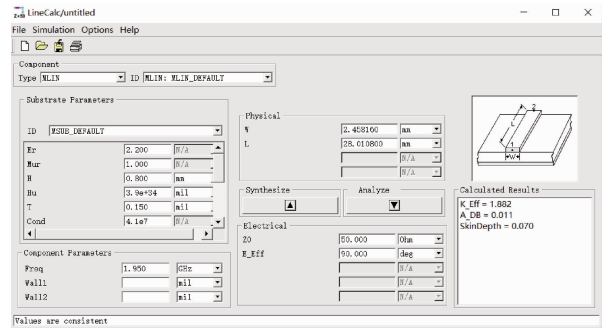 LineCalc/untitled
File Simulation Options Help
Component
Type MLIN ID MLIN: MLIN_DEFAULT
Substrate Parameters
ID MSUB_DEFAULT
Er 2.200 N/A
Mur 1.000 N/A
H 0.800 mm
Hu 3.9e+34 mil
T 0.150 mil
Cond 4.1e7 N/A
Component Parameters
Freq 1.950 GHz
Wall1 mil
Wall2 mil
Physical
W 2.458160 mm
L 28.010800 mm
N/A
N/A
Synthesize Analyze
Electrical
Z0 50.000 Ohm
E_Eff 90.000 deg
N/A
N/A
N/A
2
L
1
W
Calculated Results
K_Eff = 1.882
A_DB = 0.011
SkinDepth = 0.070
Values are consistent